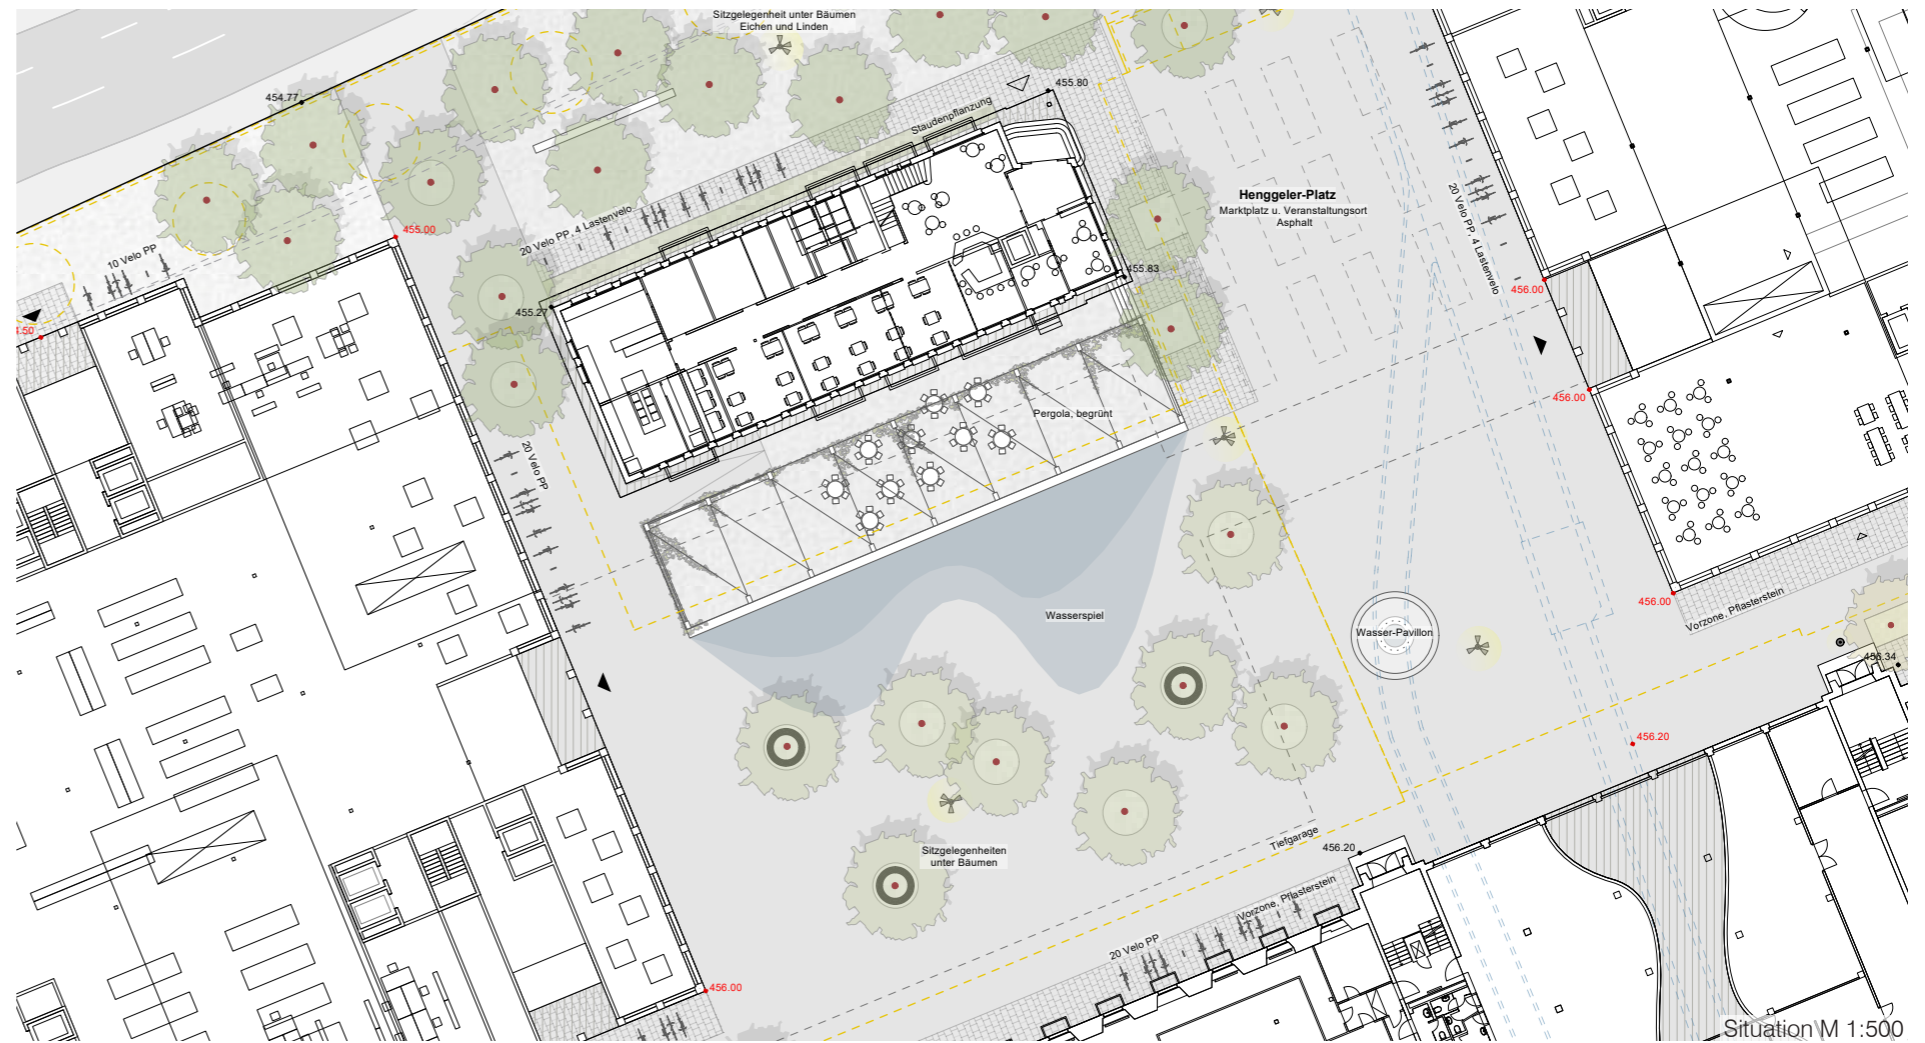 Sitzgelegenheit unter Bäumen
Eichen und Linden
454.77
455.80
Staudenpflanzung
Henggeler-Platz
Marktplatz u. Veranstaltungsort
Asphalt
20 Velo PP, 4 Lastenvelo
20 Velo PP, 4 Lastenvelo
455.00
10 Velo PP
455.83
456.00
455.27
4.50
456.00
Pergola, begrünt
20 Velo PP
456.00
Vorzone, Pflasterstein
Wasserspiel
Wasser-Pavillon
456.34
456.20
Tiefgarage
456.20
Sitzgelegenheiten
unter Bäumen
Vorzone, Pflasterstein
20 Velo PP
456.00
Situation M 1:500